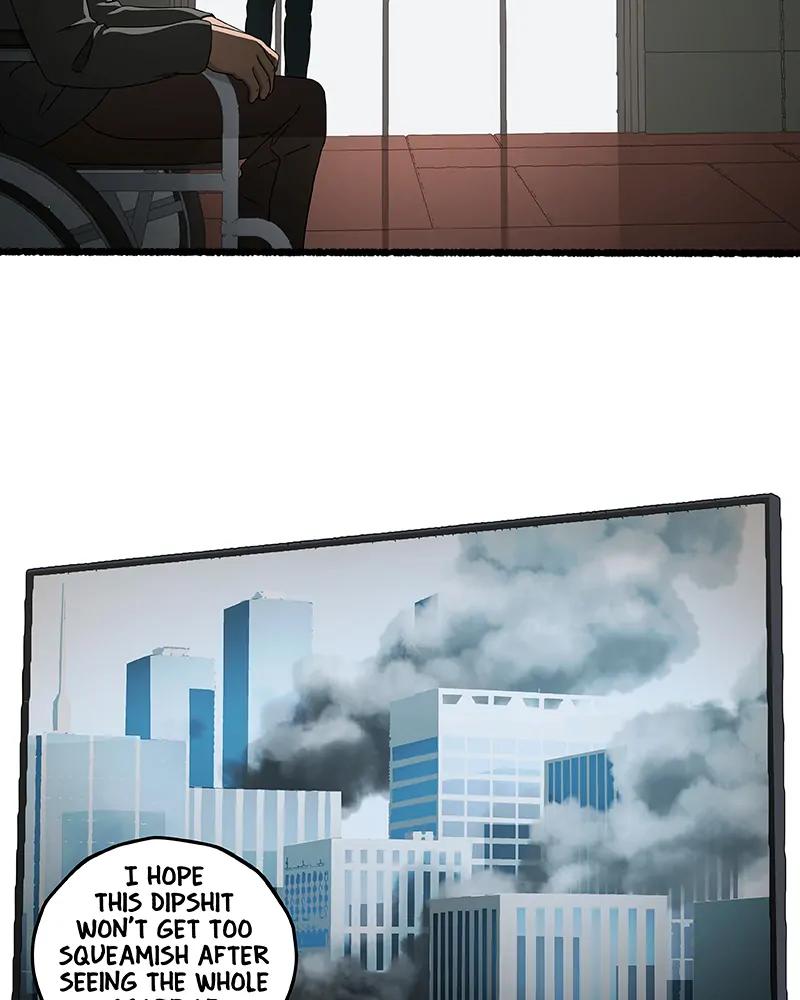 I HOPE
THIS DIPSHIT
WON'T GET TOO
SQUEAMISH AFTER
SEEING THE WHOLE